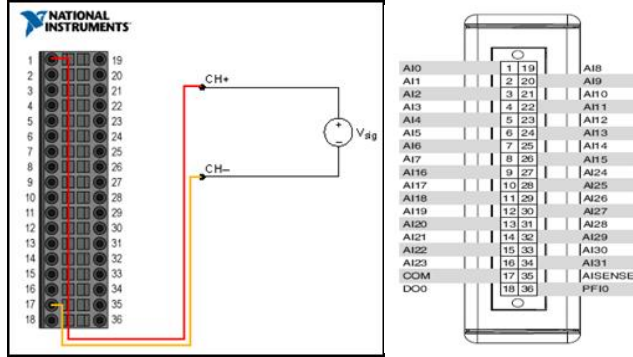 NATIONAL
INSTRUMENTS
1 19
2 20
3 21
4 22
5 23
6 24
7 25
8 26
9 27
10 28
11 29
12 30
13 31
14 32
15 33
16 34
17 35
18 36
CH+
Vsig
CH–
AI0 1 19 AI8
AI1 2 20 AI9
AI2 3 21 AI10
AI3 4 22 AI11
AI4 5 23 AI12
AI5 6 24 AI13
AI6 7 25 AI14
AI7 8 26 AI15
AI16 9 27 AI24
AI17 10 28 AI25
AI18 11 29 AI26
AI19 12 30 AI27
AI20 13 31 AI28
AI21 14 32 AI29
AI22 15 33 AI30
AI23 16 34 AI31
COM 17 35 AISENSE
DO0 18 36 PFI0